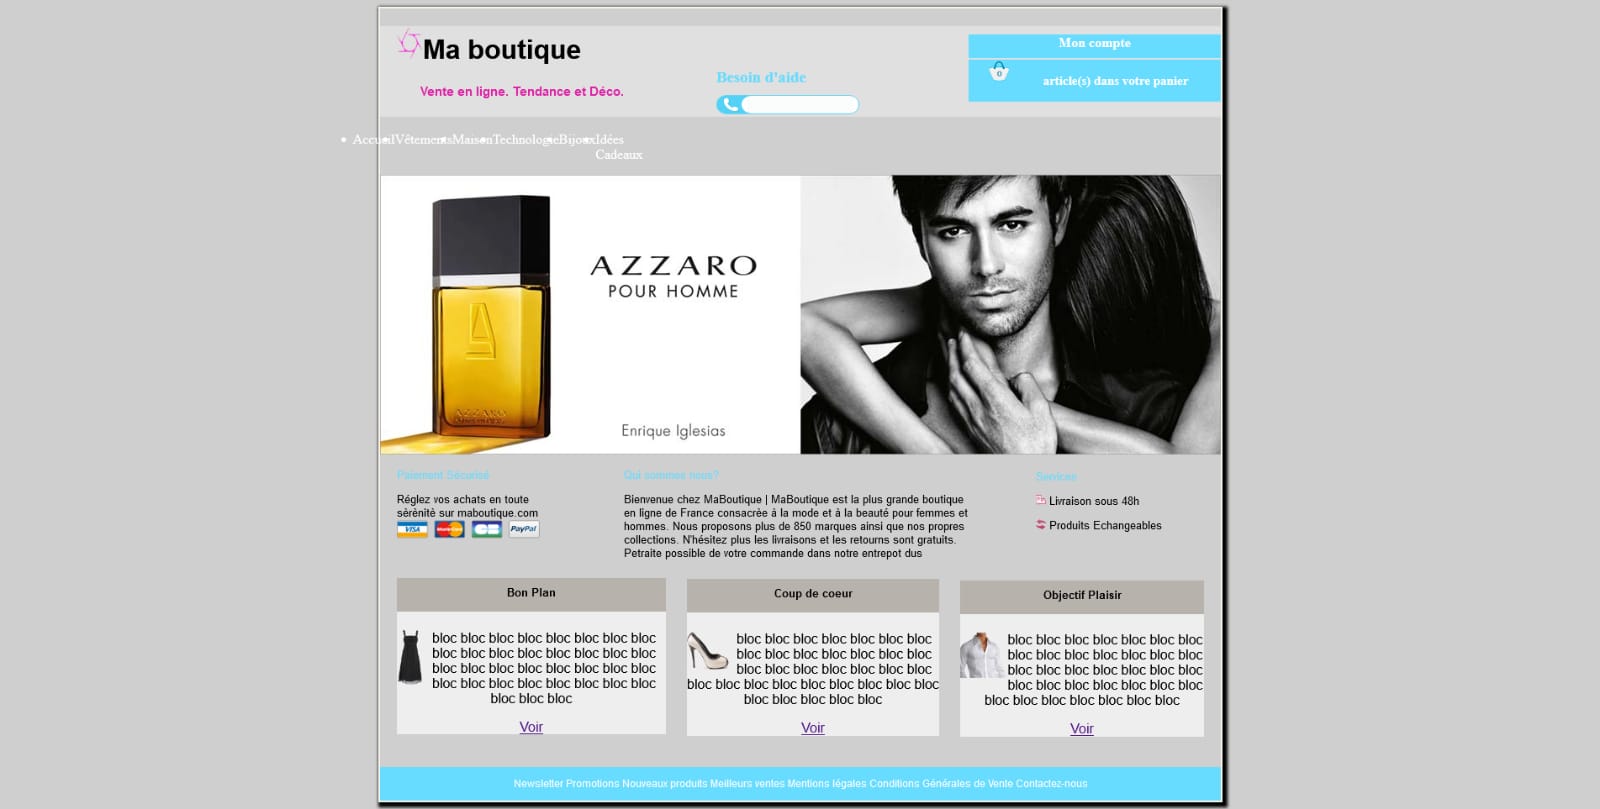 Ma boutique
Vente en ligne. Tendance et Déco.
Besoin d'aide
Mon compte
0
article(s) dans votre panier
Accueil
Vêtements
Maison
Technologie
Bijoux
Idées
Cadeaux
AZZARO
POUR HOMME
AZZARO
Enrique Iglesias
Paiement Sécurisé
Réglez vos achats en toute
sérènité sur maboutique.com
VISA MasterCard CB PayPal
Qui sommes nous?
Bienvenue chez MaBoutique | MaBoutique est la plus grande boutique
en ligne de France consacrèe à la mode et à la beauté pour femmes et
hommes. Nous proposons plus de 850 marques ainsi que nos propres
collections. N'hésitez plus les livraisons et les retourns sont gratuits.
Petraite possible de votre commande dans notre entrepot dus
Services
Livraison sous 48h
Produits Echangeables
Bon Plan
bloc bloc bloc bloc bloc bloc bloc bloc
bloc bloc bloc bloc bloc bloc bloc bloc
bloc bloc bloc bloc bloc bloc bloc bloc
bloc bloc bloc bloc bloc bloc bloc bloc
bloc bloc bloc
Voir
Coup de coeur
bloc bloc bloc bloc bloc bloc bloc
bloc bloc bloc bloc bloc bloc bloc
bloc bloc bloc bloc bloc bloc bloc
bloc bloc bloc bloc bloc bloc bloc bloc bloc
bloc bloc bloc bloc bloc
Voir
Objectif Plaisir
bloc bloc bloc bloc bloc bloc bloc
bloc bloc bloc bloc bloc bloc bloc
bloc bloc bloc bloc bloc bloc bloc
bloc bloc bloc bloc bloc bloc bloc
bloc bloc bloc bloc bloc bloc bloc
Voir
Newsletter Promotions Nouveaux produits Meilleurs ventes Mentions légales Conditions Générales de Vente Contactez-nous